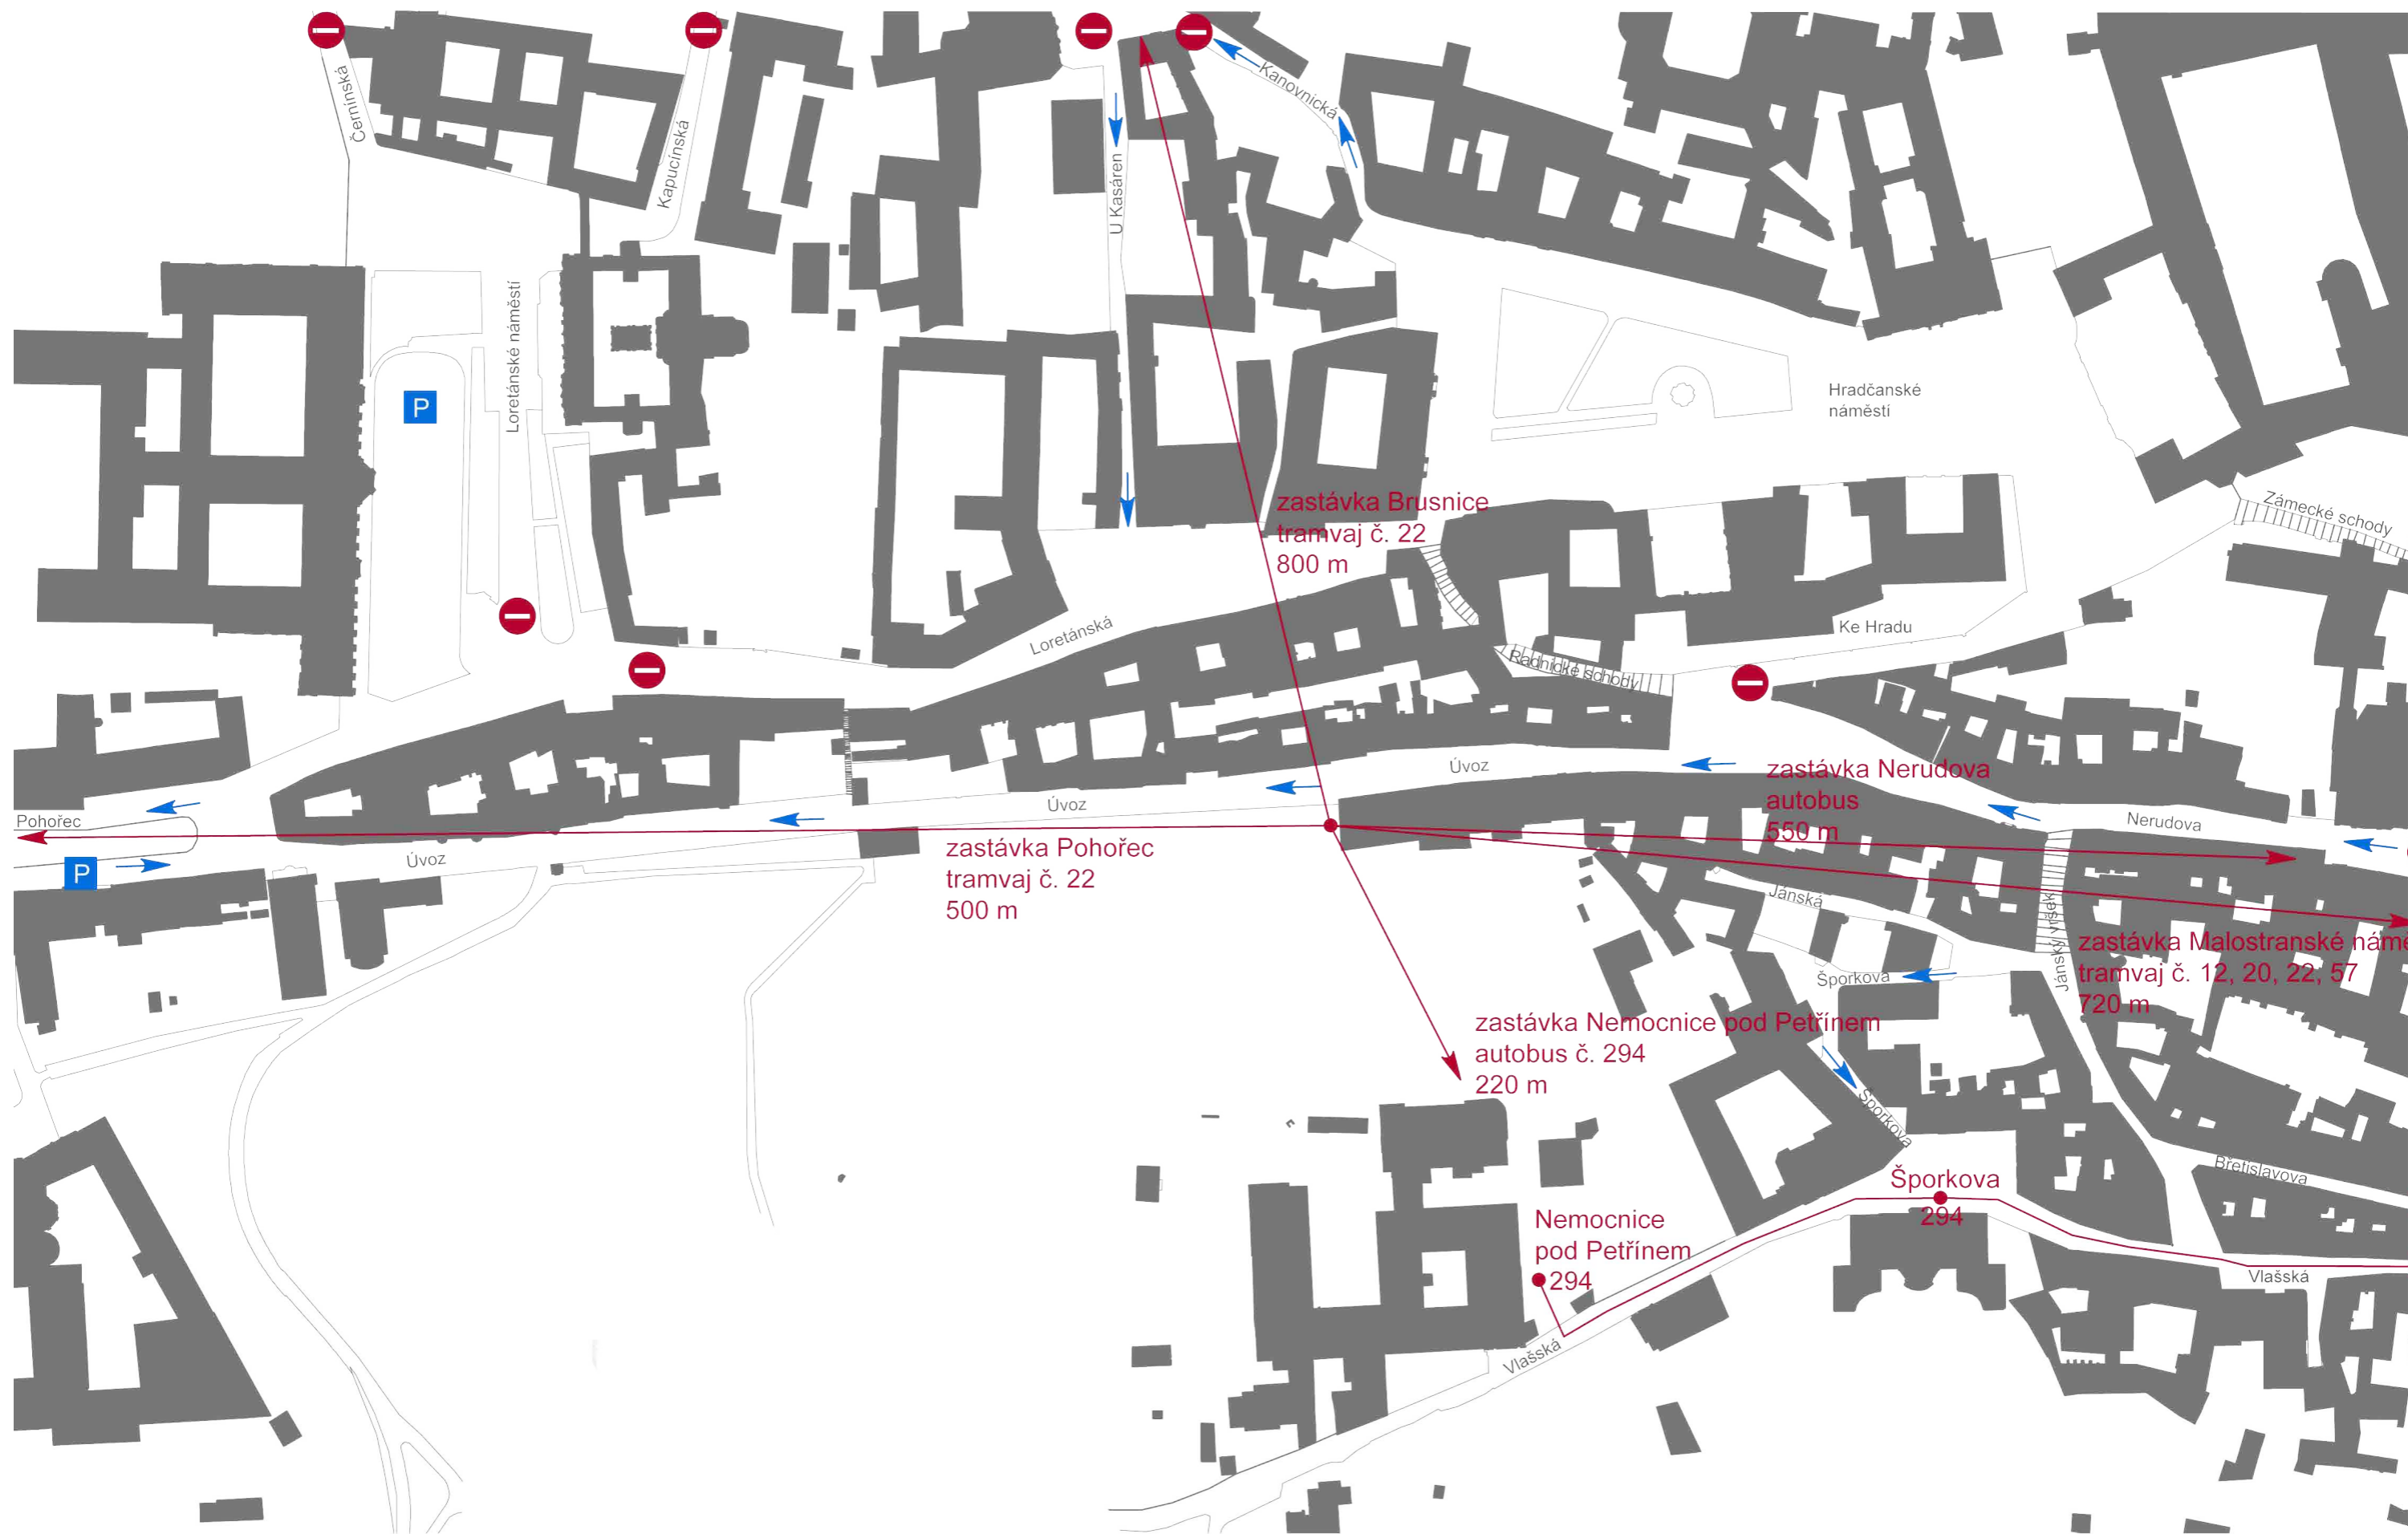 Černínská
Kapucínská
U Kasáren
Kanovnická
Loretánské náměstí
P
Hradčanské
náměstí
zastávka Brusnice
tramvaj č. 22
800 m
Zámecké schody
Loretánská
Ke Hradu
Radnické schody
Úvoz
zastávka Nerudova
autobus
550 m
Úvoz
Pohořec
Nerudova
P
Úvoz
zastávka Pohořec
tramvaj č. 22
500 m
Jánská
Jánský vršek
zastávka Malostranské námě
tramvaj č. 12, 20, 22, 57
720 m
Šporkova
zastávka Nemocnice pod Petřínem
autobus č. 294
220 m
Šporkova
Břetislavova
Šporkova
294
Nemocnice
pod Petřínem
294
Vlašská
Vlašská